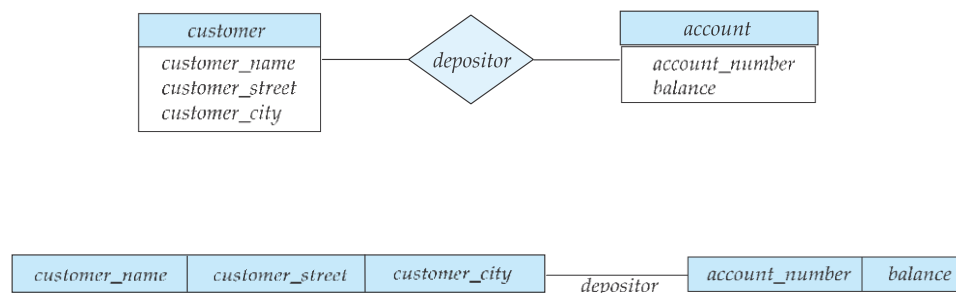 customer
customer_name
customer_street
customer_city
depositor
account
account_number
balance
customer_name customer_street customer_city depositor account_number balance